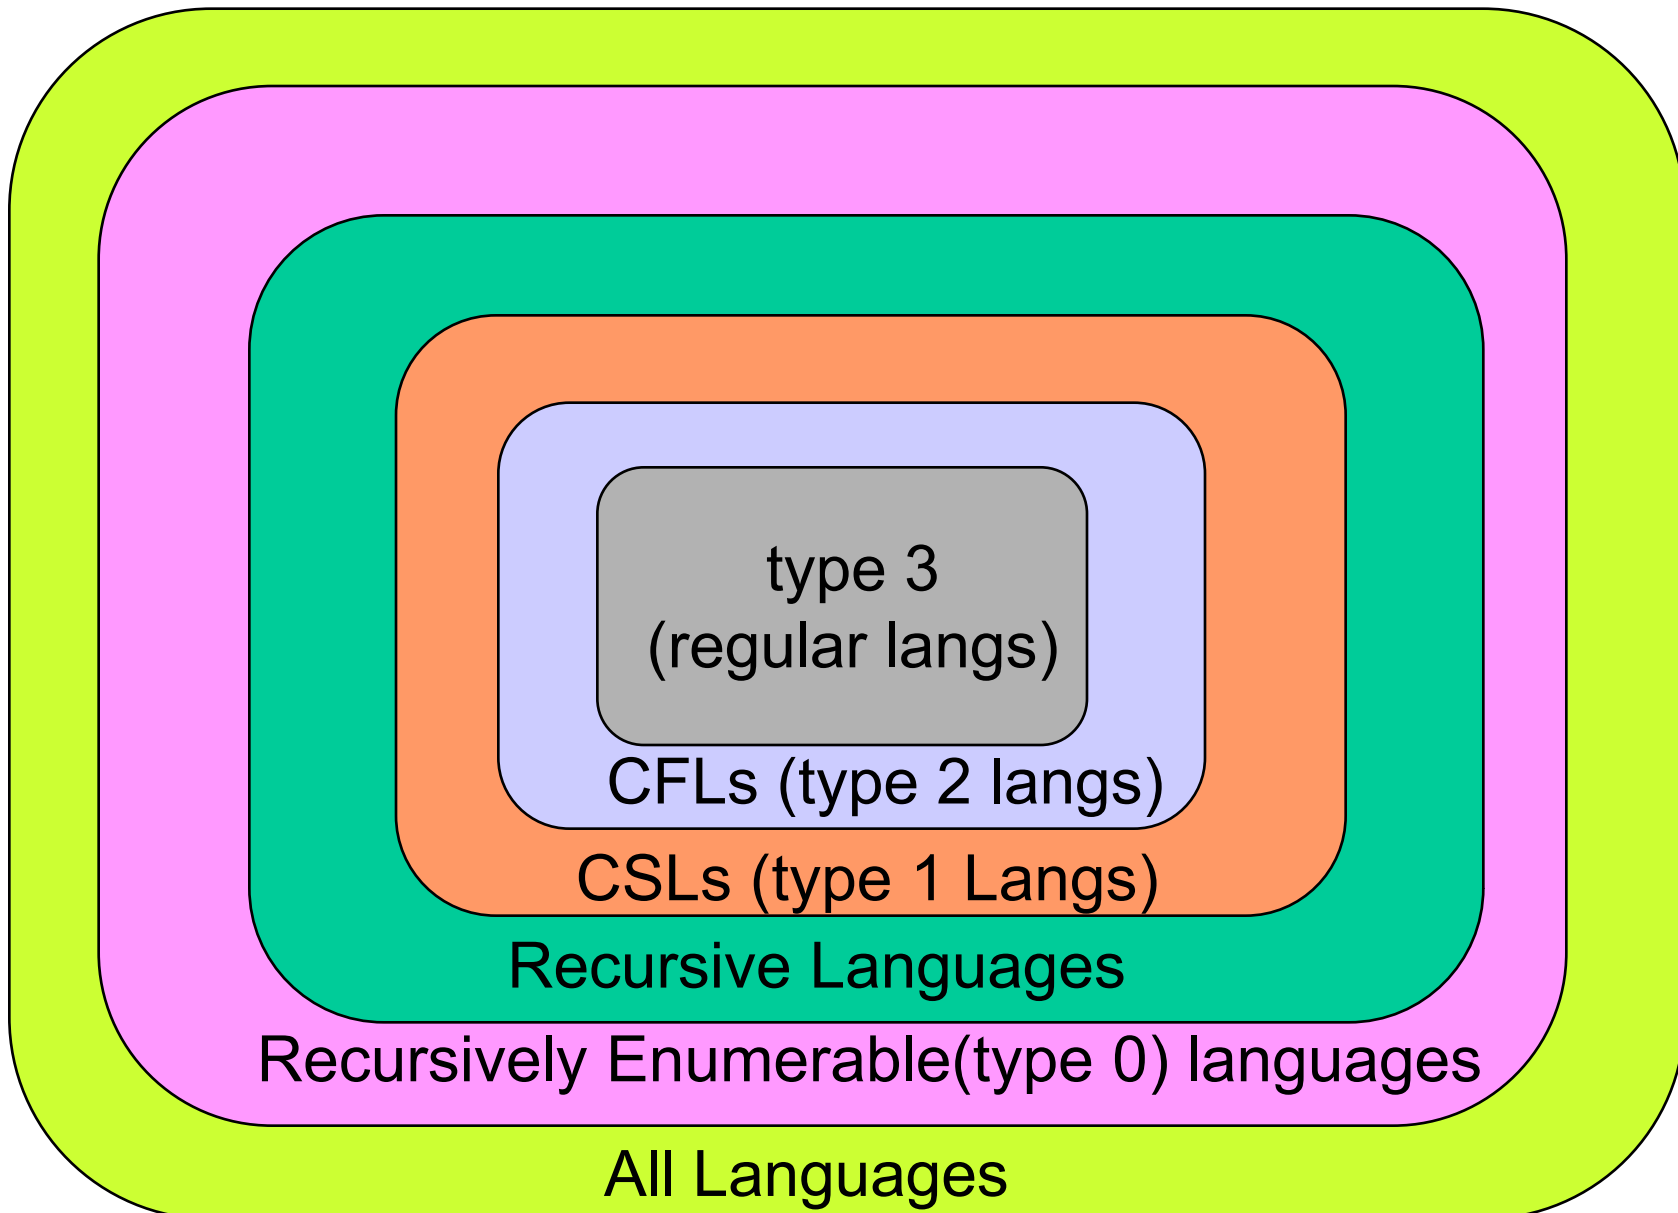 type 3
(regular langs)
CFLs (type 2 langs)
CSLs (type 1 Langs)
Recursive Languages
Recursively Enumerable(type 0) languages
All Languages